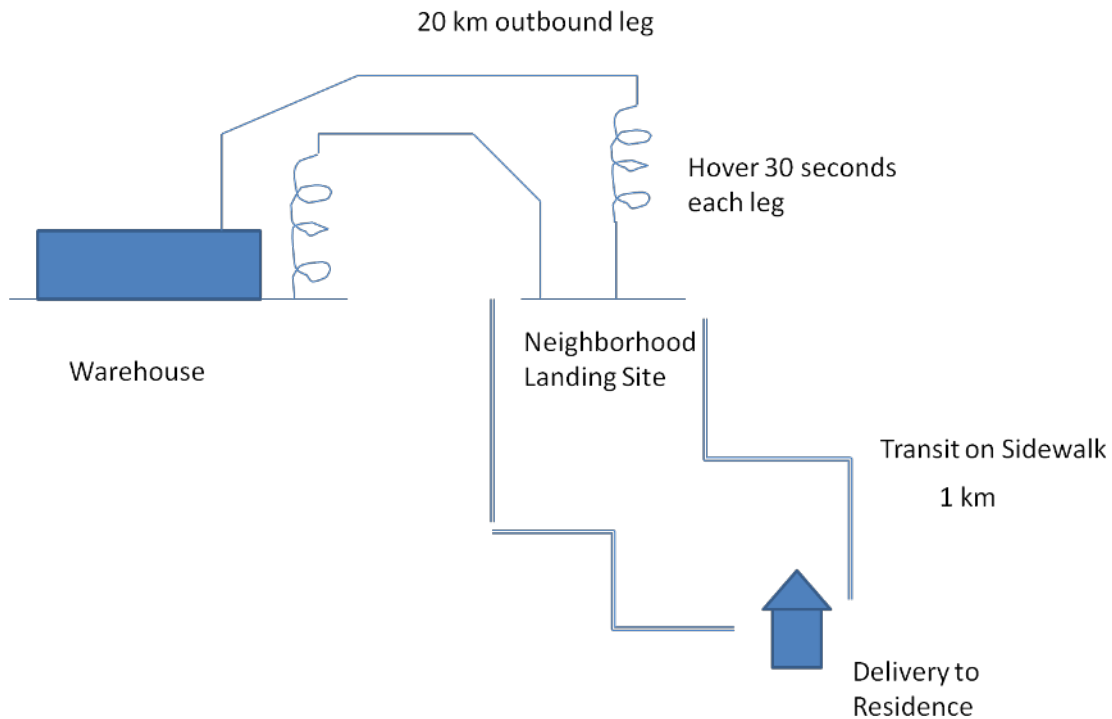 20 km outbound leg
Hover 30 seconds
each leg
Neighborhood
Landing Site
Warehouse
Transit on Sidewalk
1 km
Delivery to
Residence